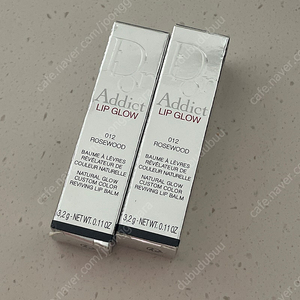 Addict
LIP GLOW
012
ROSEWOOD
BAUME À LÈVRES
RÉVÉLATEUR DE
COULEUR NATURELLE
NATURAL GLOW
CUSTOM COLOR
REVIVING LIP BALM
3,2 g - NET WT. 0.11 OZ
Addict
LIP GLOW
012
ROSEWOOD
BAUME À LÈVRES
RÉVÉLATEUR DE
COULEUR NATURELLE
NATURAL GLOW
CUSTOM COLOR
REVIVING LIP BALM
3,2 g - NET WT. 0.11 OZ